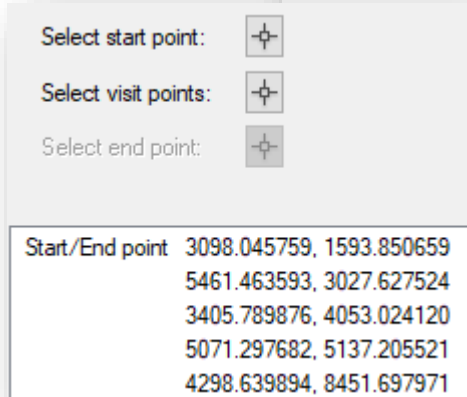 Select start point:
Select visit points:
Select end point:
Start/End point 3098.045759, 1593.850659
5461.463593, 3027.627524
3405.789876, 4053.024120
5071.297682, 5137.205521
4298.639894, 8451.697971